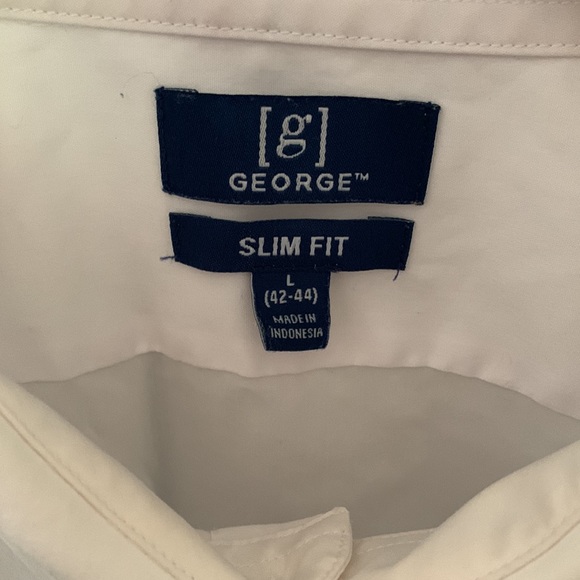 [g]
GEORGE™
SLIM FIT
L
(42-44)
MADE IN
INDONESIA